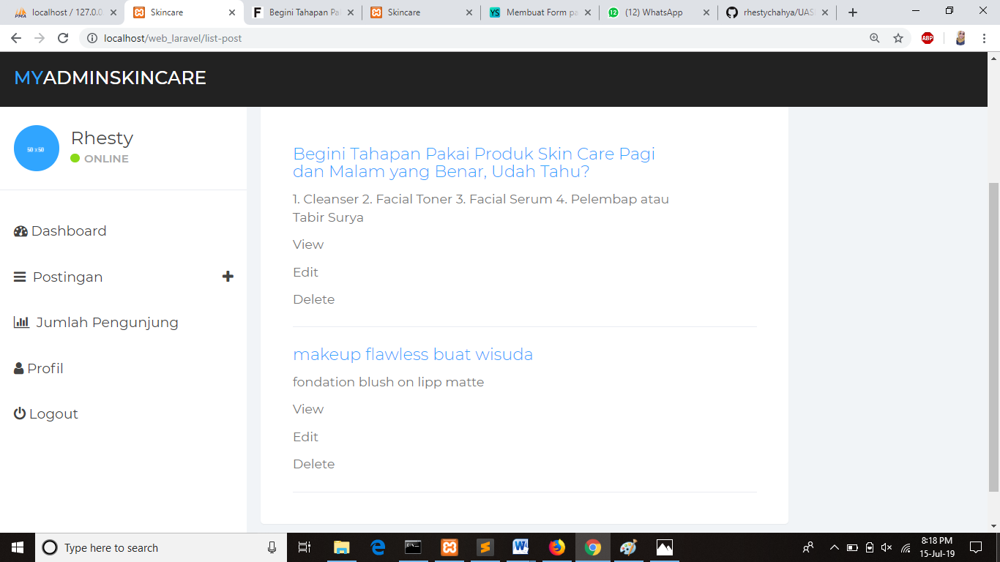 localhost / 127.0.0
Skincare
Begini Tahapan Pa
Skincare
Membuat Form pa
(12) WhatsApp
rhestychahya/UAS
localhost/web_laravel/list-post
ABP
MYADMINSKINCARE
50 x 50
Rhesty
ONLINE
Dashboard
Postingan
Jumlah Pengunjung
Profil
Logout
Begini Tahapan Pakai Produk Skin Care Pagi
dan Malam yang Benar, Udah Tahu?
1. Cleanser 2. Facial Toner 3. Facial Serum 4. Pelembap atau
Tabir Surya
View
Edit
Delete
makeup flawless buat wisuda
fondation blush on lipp matte
View
Edit
Delete
Type here to search
8:18 PM
15-Jul-19